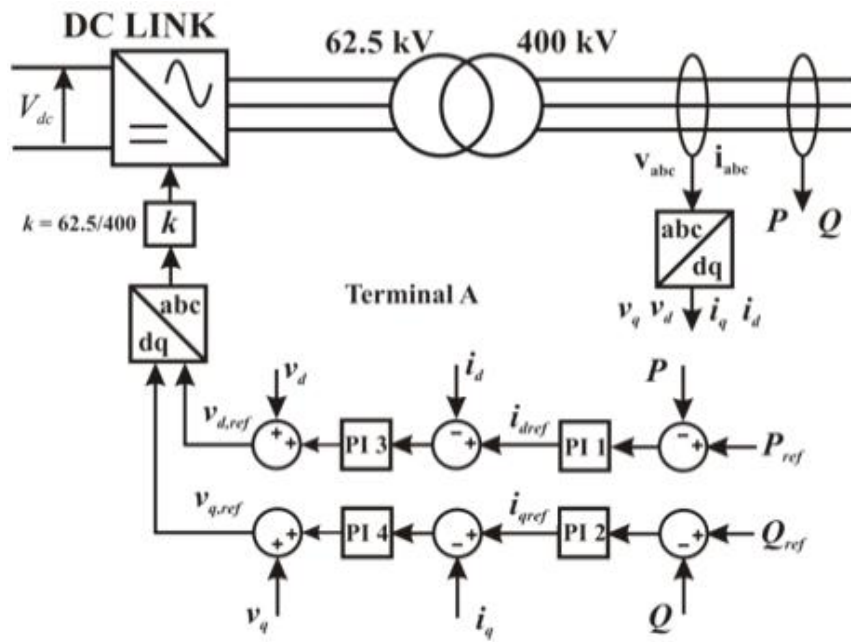 DC LINK
62.5 kV 400 kV
V_dc
v_abc i_abc
k = 62.5/400 k
P Q
abc
dq
abc
dq
Terminal A
v_q v_d i_q i_d
v_d i_d P
v_d,ref + + PI 3 - + i_dref PI 1 - + P_ref
v_q,ref + + PI 4 - + i_qref PI 2 - + Q_ref
v_q i_q Q